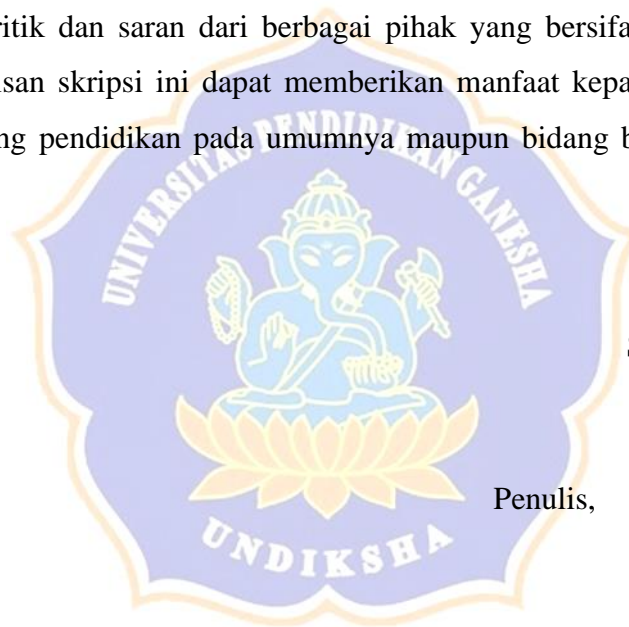 ritik dan saran dari berbagai pihak yang bersifa
isan skripsi ini dapat memberikan manfaat kepa
ng pendidikan pada umumnya maupun bidang b
UNIVERSITAS PENDIDIKAN GANESHA
Penulis,
UNDIKSHA